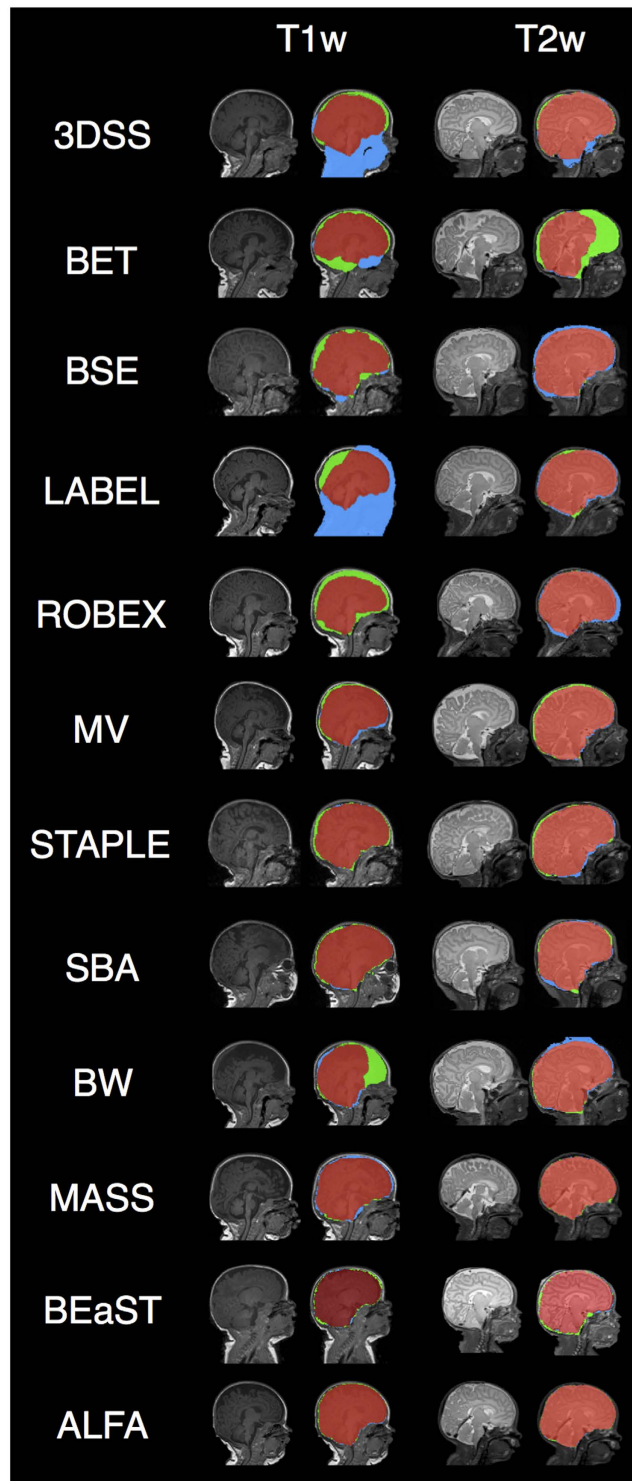 T1w T2w
3DSS
BET
BSE
LABEL
ROBEX
MV
STAPLE
SBA
BW
MASS
BEaST
ALFA